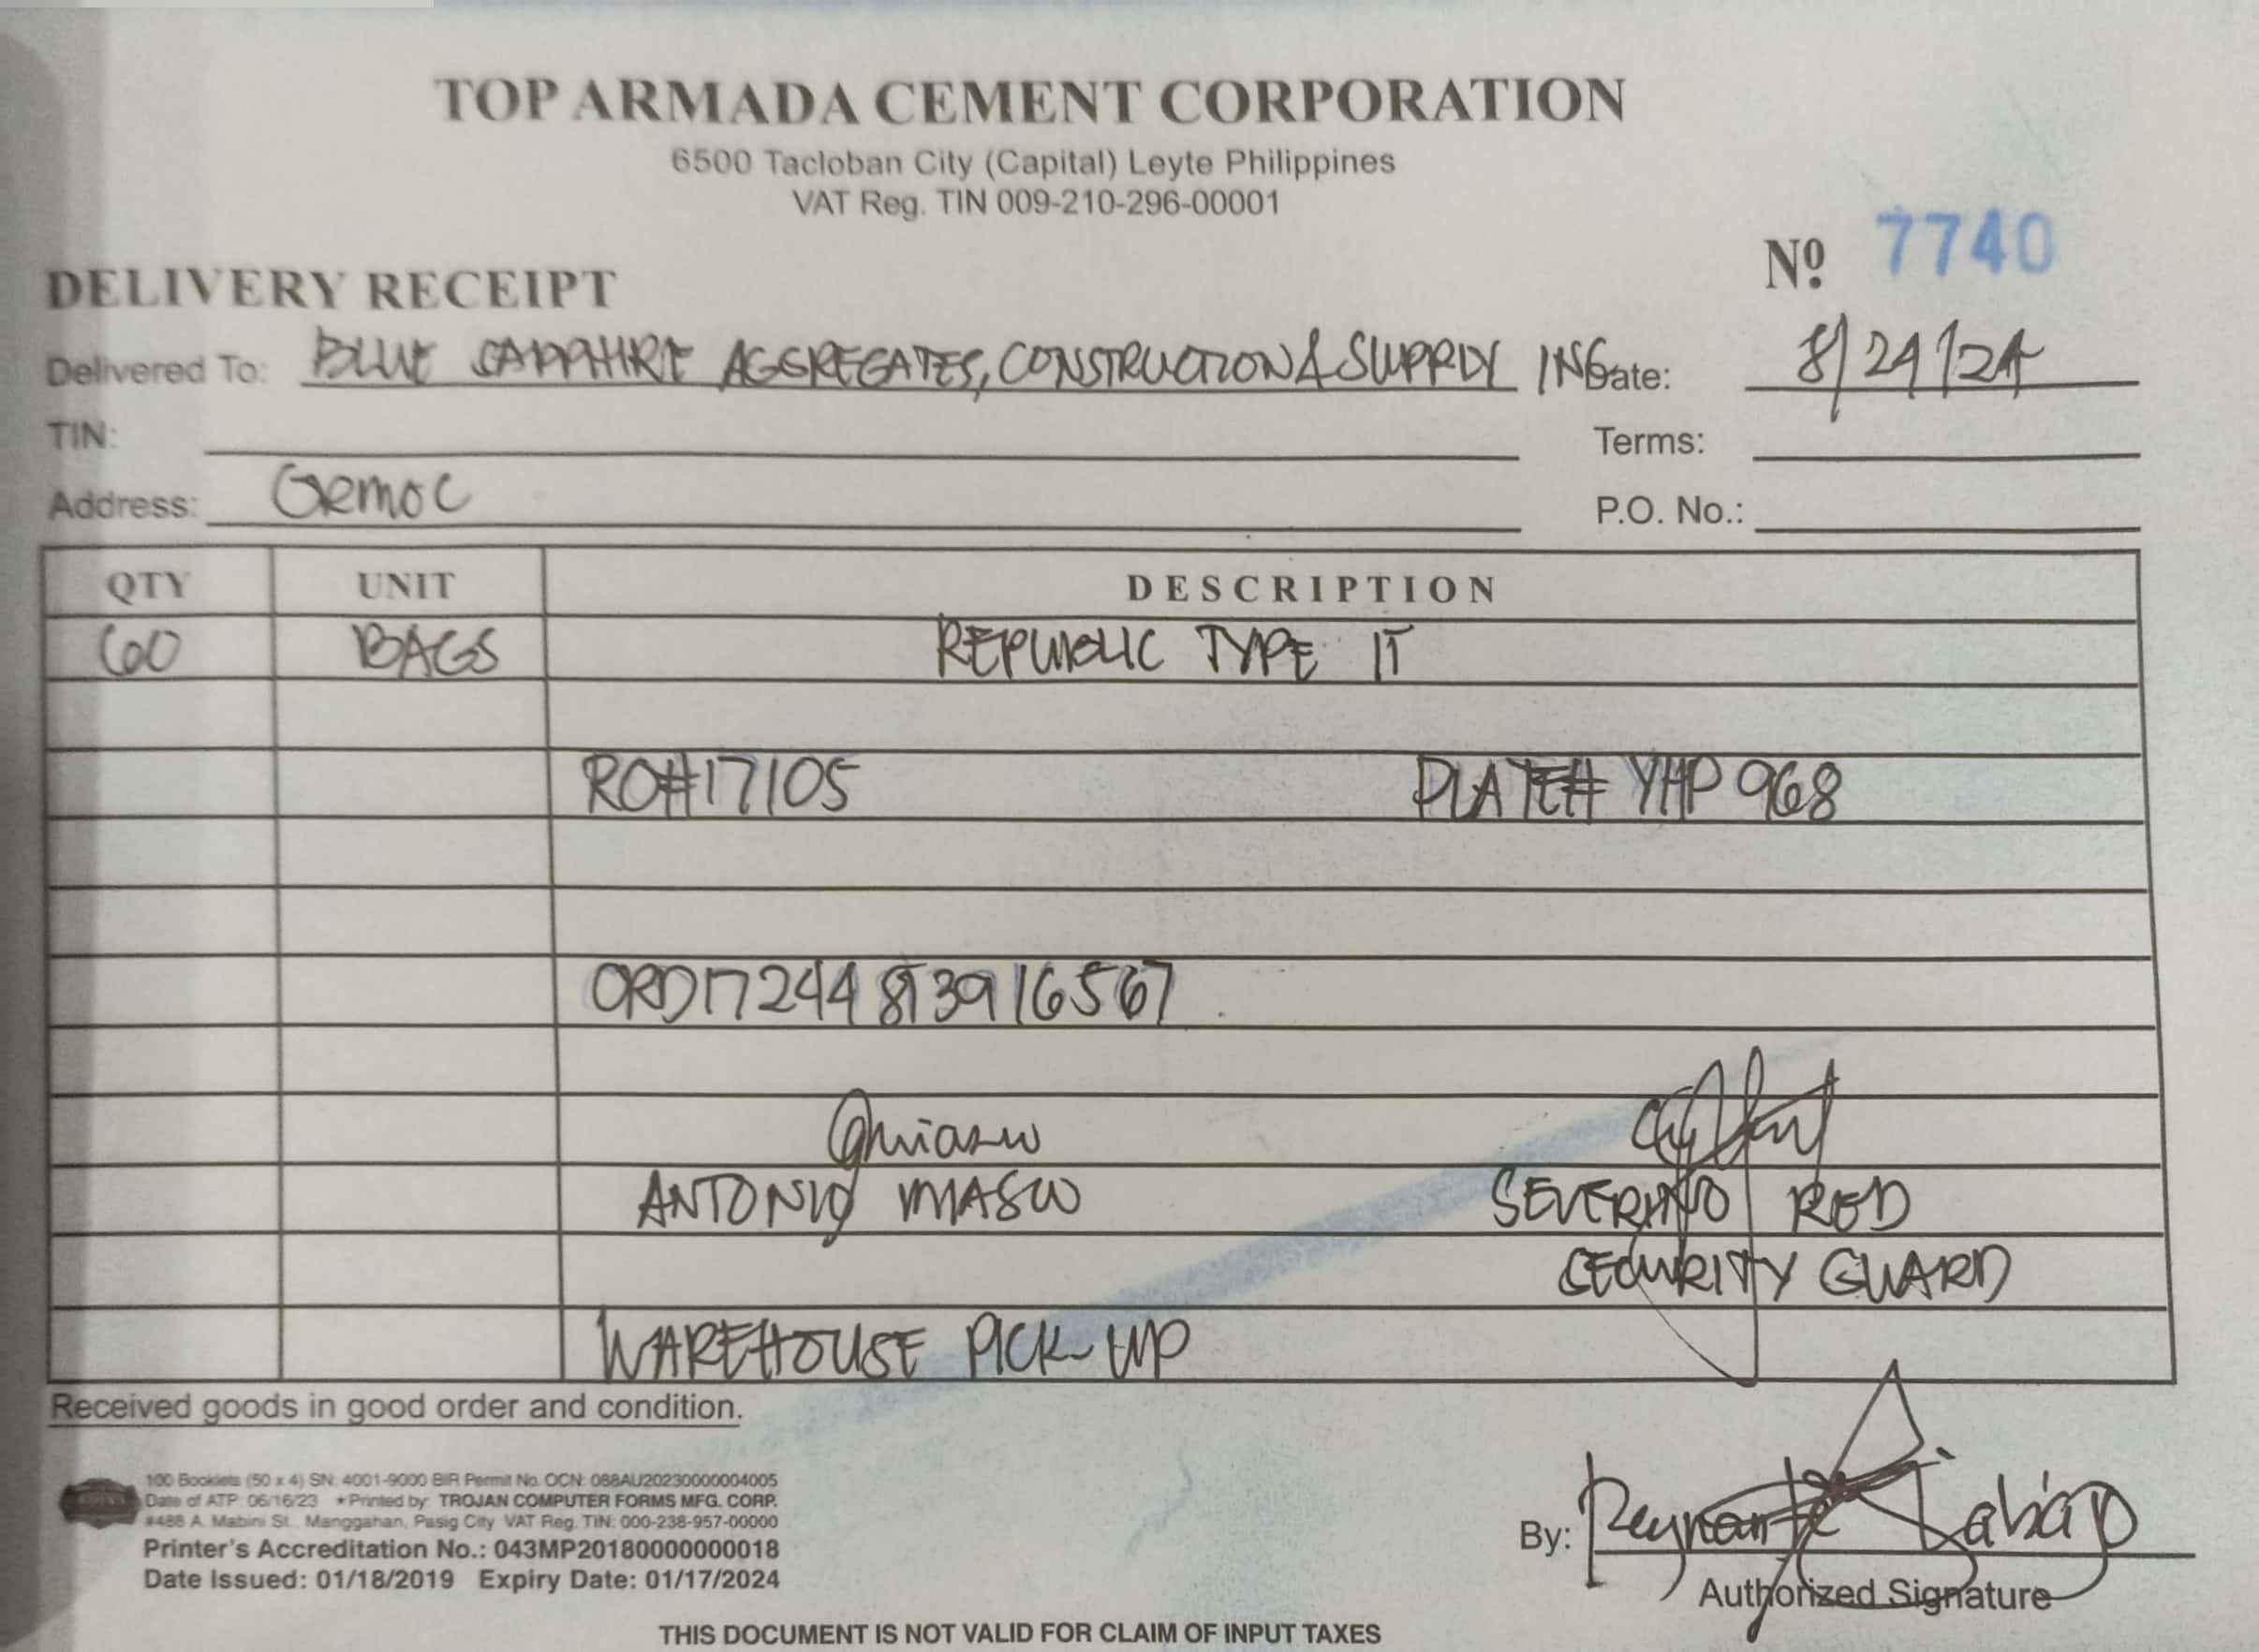 TOP ARMADA CEMENT CORPORATION
6500 Tacloban City (Capital) Leyte Philippines
VAT Reg. TIN 009-210-296-00001
Nº 7740
DELIVERY RECEIPT
Delivered To: BLUE SAPPHIRE AGGREGATES, CONSTRUCTION & SUPPLY INC Date: 8/24/24
TIN: Terms:
Address: Ormoc P.O. No.:
QTY UNIT DESCRIPTION
60 BAGS REPUBLIC TYPE IT
RO#17105 PLATE# YHP 968
ORD1724483916567
ANTONIO MASU
SEVERINO RED
SECURITY GUARD
WAREHOUSE PICK-UP
Received goods in good order and condition.
100 Booklets (50 x 4) SN: 4001-9000 BIR Permit No. OCN: 088AU20230000004005
Date of ATP: 06/16/23 *Printed by: TROJAN COMPUTER FORMS MFG. CORP.
#488 A. Mabini St., Manggahan, Pasig City VAT Reg. TIN: 000-238-957-00000
Printer's Accreditation No.: 043MP20180000000018
Date Issued: 01/18/2019 Expiry Date: 01/17/2024
By: Reynante
Authorized Signature
THIS DOCUMENT IS NOT VALID FOR CLAIM OF INPUT TAXES